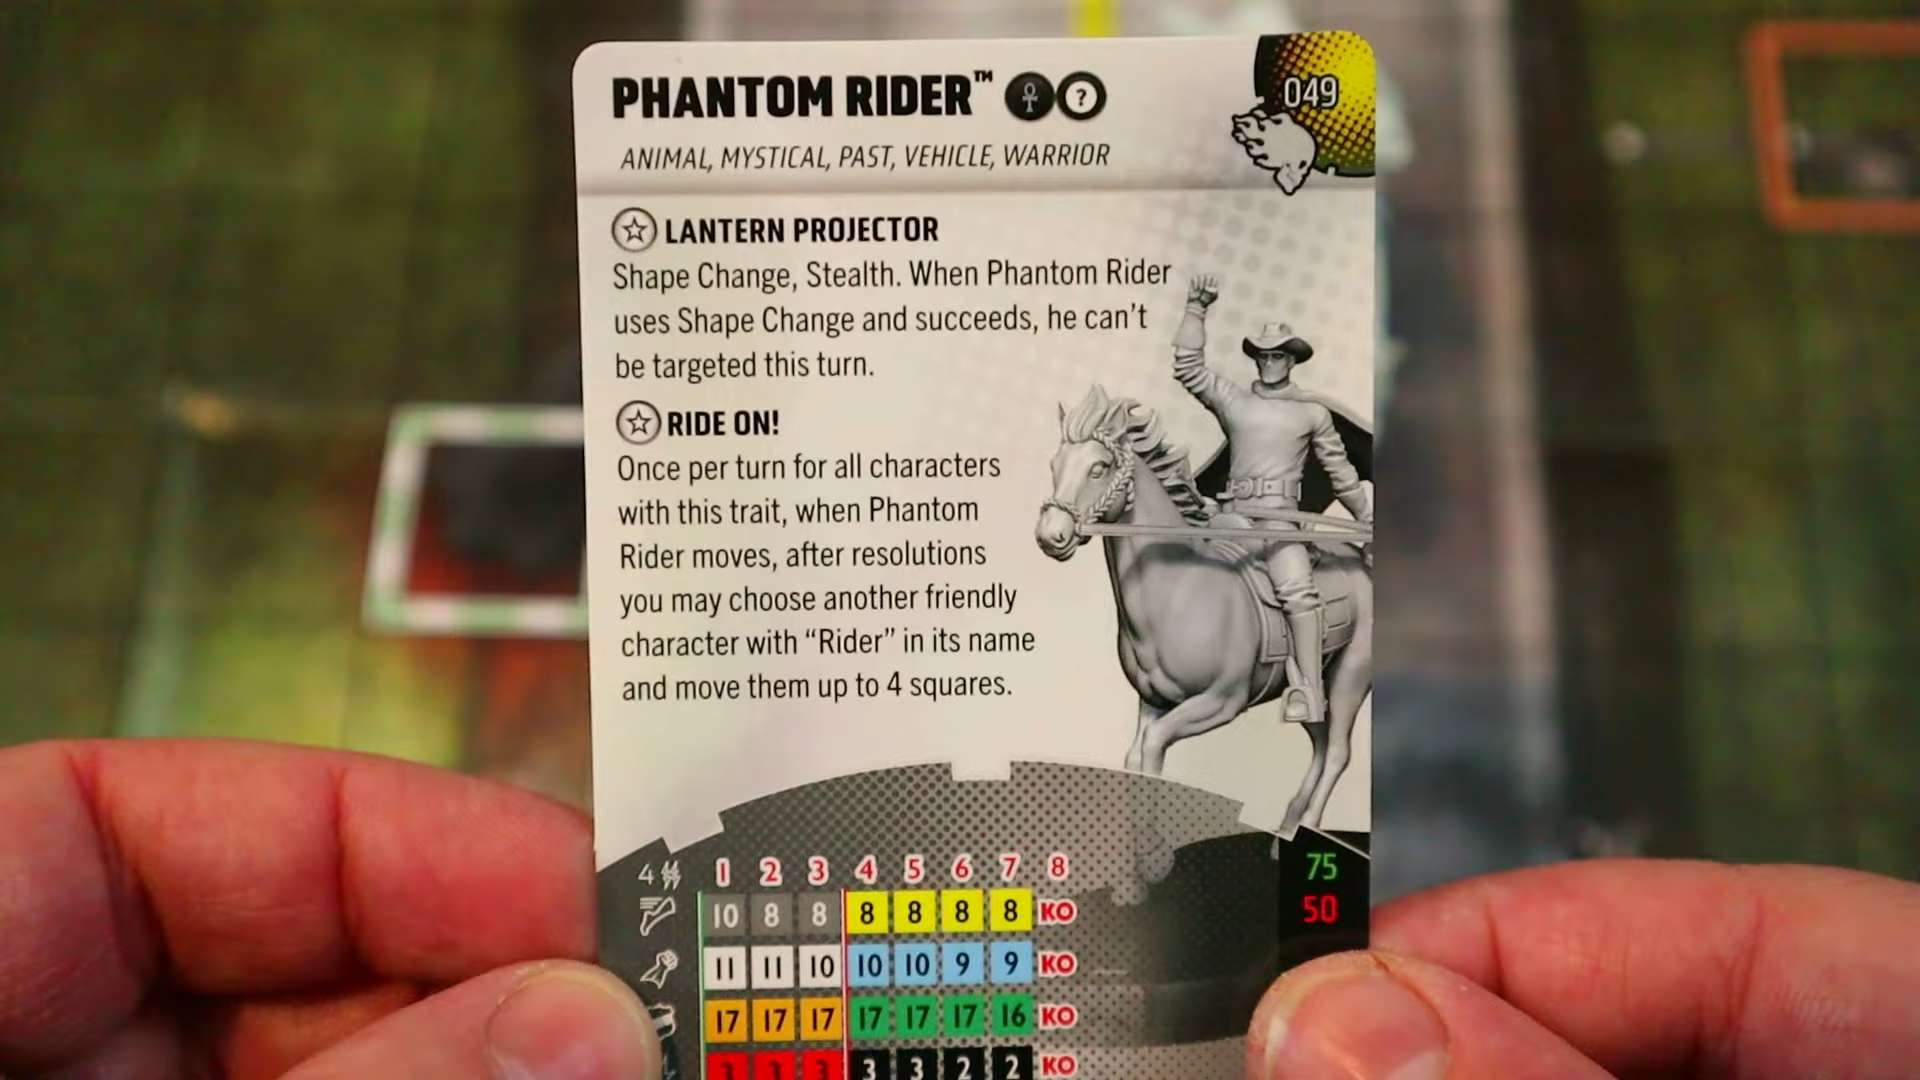 PHANTOM RIDER™ ?
049
ANIMAL, MYSTICAL, PAST, VEHICLE, WARRIOR
LANTERN PROJECTOR
Shape Change, Stealth. When Phantom Rider
uses Shape Change and succeeds, he can't
be targeted this turn.
RIDE ON!
Once per turn for all characters
with this trait, when Phantom
Rider moves, after resolutions
you may choose another friendly
character with “Rider” in its name
and move them up to 4 squares.
4 1 2 3 4 5 6 7 8
75
10 8 8 8 8 8 8 KO
50
11 11 10 10 10 9 9 KO
17 17 17 17 17 17 16 KO
3 3 3 3 3 2 2 KO